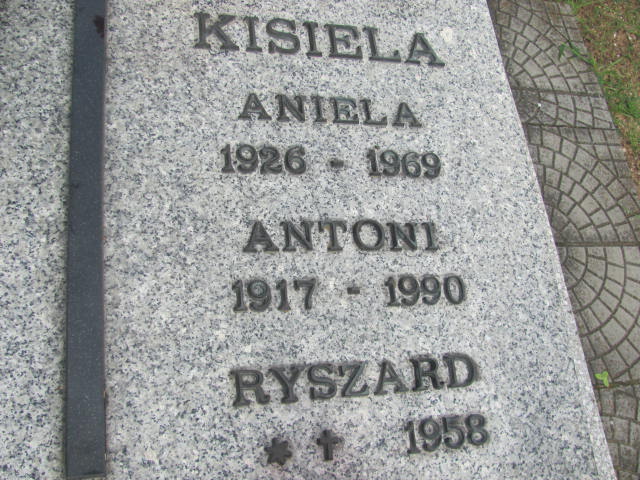 KISIELA
ANIELA
1926 - 1969
ANTONI
1917 - 1990
RYSZARD
* † 1958